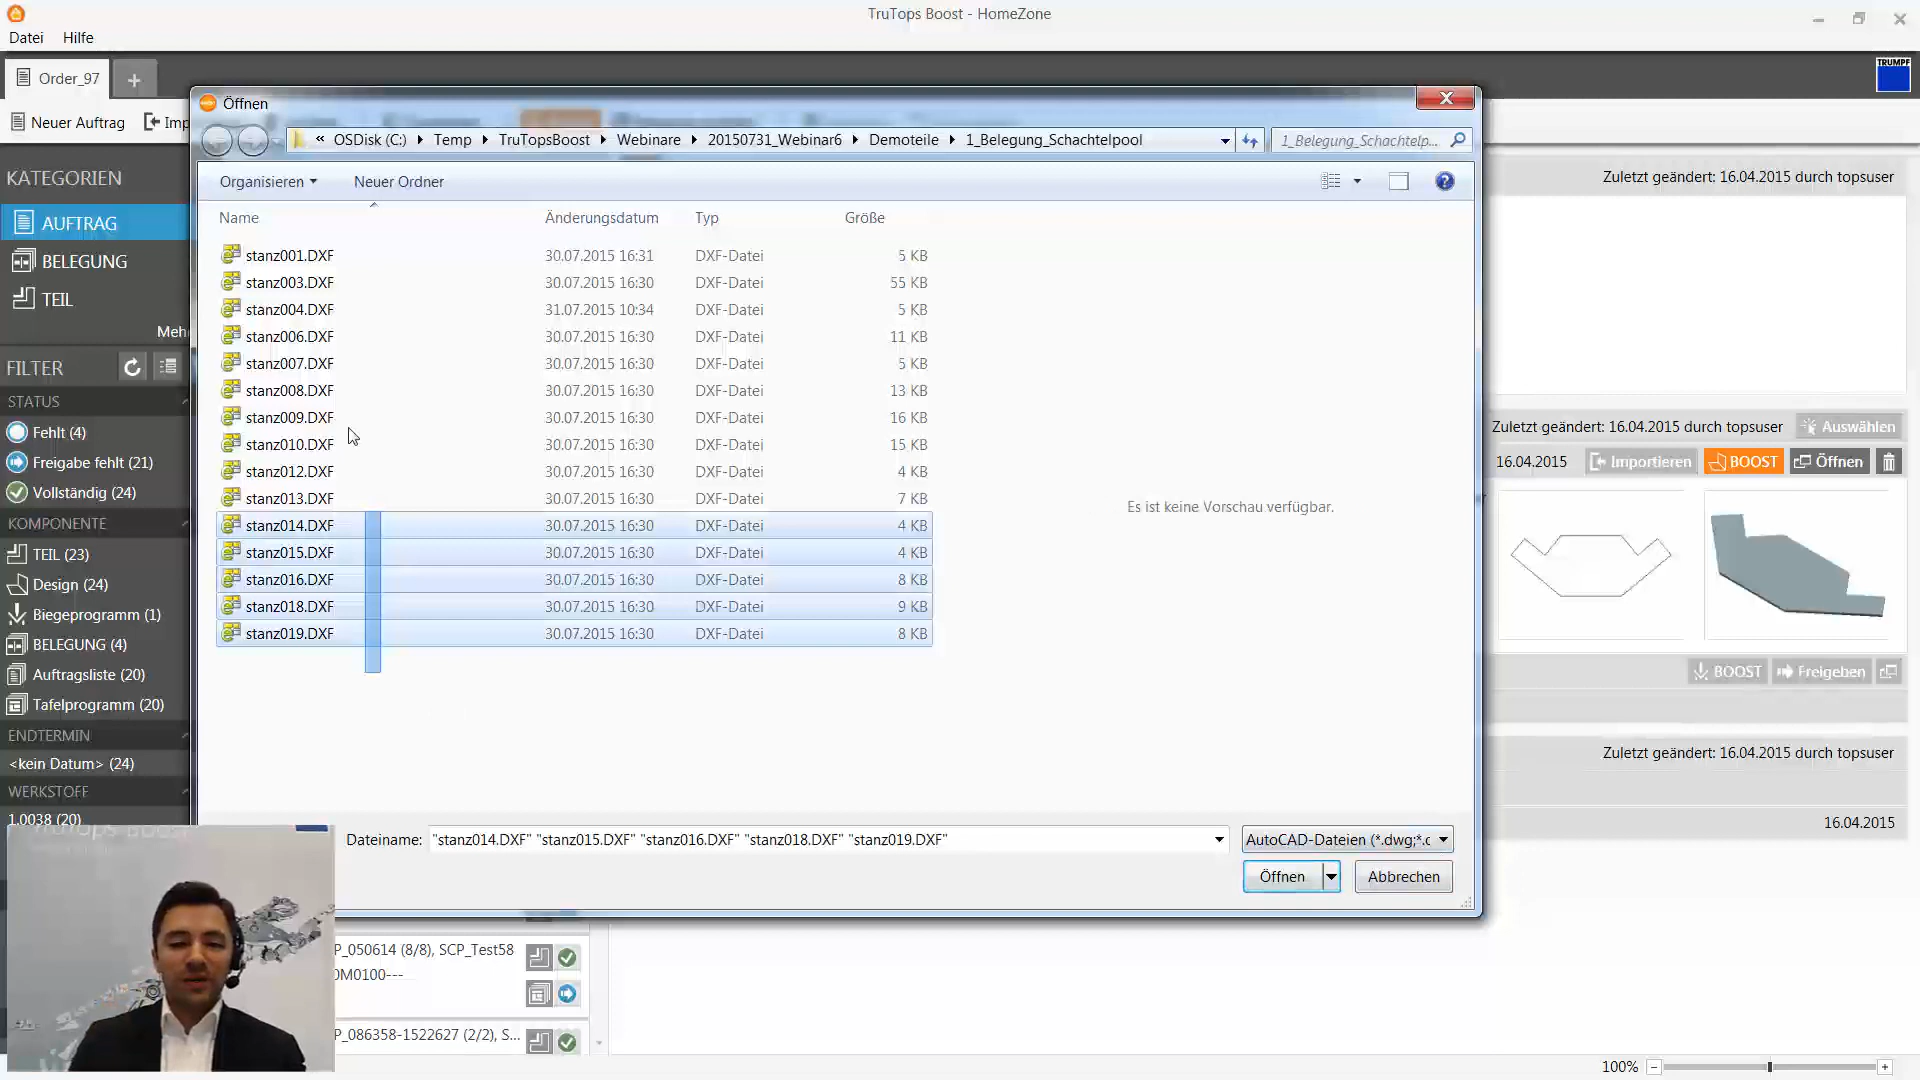 TruTops Boost - HomeZone
Datei Hilfe
Order_97 +
TRUMPF
Neuer Auftrag Imp
Öffnen
« OSDisk (C:) Temp TruTopsBoost Webinare 20150731_Webinar6 Demoteile 1_Belegung_Schachtelpool
1_Belegung_Schachtelp...
Organisieren Neuer Ordner
Name Änderungsdatum Typ Größe
stanz001.DXF 30.07.2015 16:31 DXF-Datei 5 KB
stanz003.DXF 30.07.2015 16:30 DXF-Datei 55 KB
stanz004.DXF 31.07.2015 10:34 DXF-Datei 5 KB
stanz006.DXF 30.07.2015 16:30 DXF-Datei 11 KB
stanz007.DXF 30.07.2015 16:30 DXF-Datei 5 KB
stanz008.DXF 30.07.2015 16:30 DXF-Datei 13 KB
stanz009.DXF 30.07.2015 16:30 DXF-Datei 16 KB
stanz010.DXF 30.07.2015 16:30 DXF-Datei 15 KB
stanz012.DXF 30.07.2015 16:30 DXF-Datei 4 KB
stanz013.DXF 30.07.2015 16:30 DXF-Datei 7 KB
stanz014.DXF 30.07.2015 16:30 DXF-Datei 4 KB
stanz015.DXF 30.07.2015 16:30 DXF-Datei 4 KB
stanz016.DXF 30.07.2015 16:30 DXF-Datei 8 KB
stanz018.DXF 30.07.2015 16:30 DXF-Datei 9 KB
stanz019.DXF 30.07.2015 16:30 DXF-Datei 8 KB
Es ist keine Vorschau verfügbar.
Dateiname: "stanz014.DXF" "stanz015.DXF" "stanz016.DXF" "stanz018.DXF" "stanz019.DXF"
AutoCAD-Dateien (*.dwg;*.c
Öffnen Abbrechen
KATEGORIEN
AUFTRAG
BELEGUNG
TEIL
Meh
FILTER
STATUS
Fehlt (4)
Freigabe fehlt (21)
Vollständig (24)
KOMPONENTE
TEIL (23)
Design (24)
Biegeprogramm (1)
BELEGUNG (4)
Auftragsliste (20)
Tafelprogramm (20)
ENDTERMIN
<kein Datum> (24)
WERKSTOFF
1.0038 (20)
Zuletzt geändert: 16.04.2015 durch topsuser
Zuletzt geändert: 16.04.2015 durch topsuser Auswählen
16.04.2015 Importieren BOOST Öffnen
BOOST Freigeben
Zuletzt geändert: 16.04.2015 durch topsuser
16.04.2015
P_050614 (8/8), SCP_Test58
0M0100---
P_086358-1522627 (2/2), S...
100%